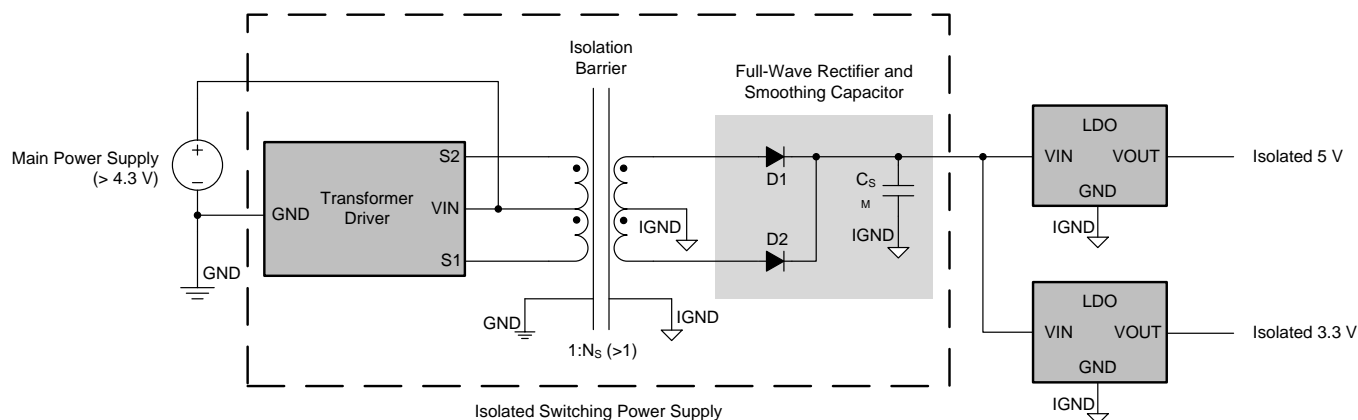 Isolation
Barrier
Full-Wave Rectifier and
Smoothing Capacitor
Main Power Supply
(> 4.3 V)
+
−
GND
GND
Transformer
Driver
S2
VIN
S1
IGND
GND
IGND
1:NS (>1)
D1
D2
CS
M
IGND
LDO
VIN
VOUT
GND
IGND
Isolated 5 V
LDO
VIN
VOUT
GND
IGND
Isolated 3.3 V
Isolated Switching Power Supply